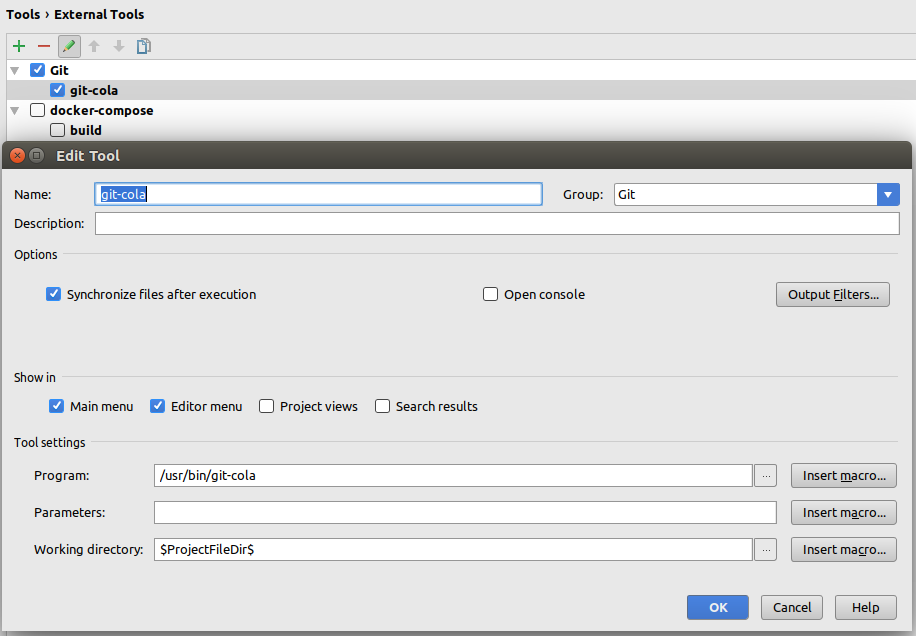 Tools › External Tools
Git
git-cola
docker-compose
build
Edit Tool
Name: git-cola Group: Git
Description:
Options
Synchronize files after execution Open console Output Filters...
Show in
Main menu Editor menu Project views Search results
Tool settings
Program: /usr/bin/git-cola ... Insert macro...
Parameters: Insert macro...
Working directory: $ProjectFileDir$ ... Insert macro...
OK Cancel Help